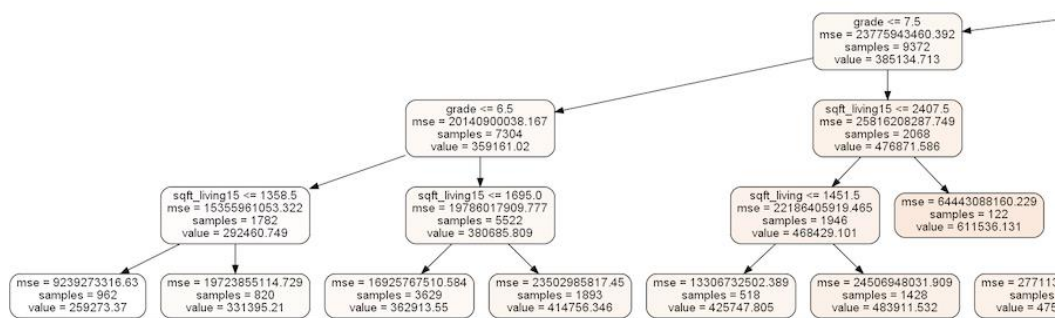 grade <= 7.5
mse = 23775943460.392
samples = 9372
value = 385134.713
grade <= 6.5
mse = 20140900038.167
samples = 7304
value = 359161.02
sqft_living15 <= 2407.5
mse = 25816208287.749
samples = 2068
value = 476871.586
sqft_living15 <= 1358.5
mse = 15355961053.322
samples = 1782
value = 292460.749
sqft_living15 <= 1695.0
mse = 19786017909.777
samples = 5522
value = 380685.809
sqft_living <= 1451.5
mse = 22186405919.465
samples = 1946
value = 468429.101
mse = 64443088160.229
samples = 122
value = 611536.131
mse = 9239273316.63
samples = 962
value = 259273.37
mse = 19723855114.729
samples = 820
value = 331395.21
mse = 16925767510.584
samples = 3629
value = 362913.55
mse = 23502985817.45
samples = 1893
value = 414756.346
mse = 13306732502.389
samples = 518
value = 425747.805
mse = 24506948031.909
samples = 1428
value = 483911.532
mse = 27711
samples
value = 475